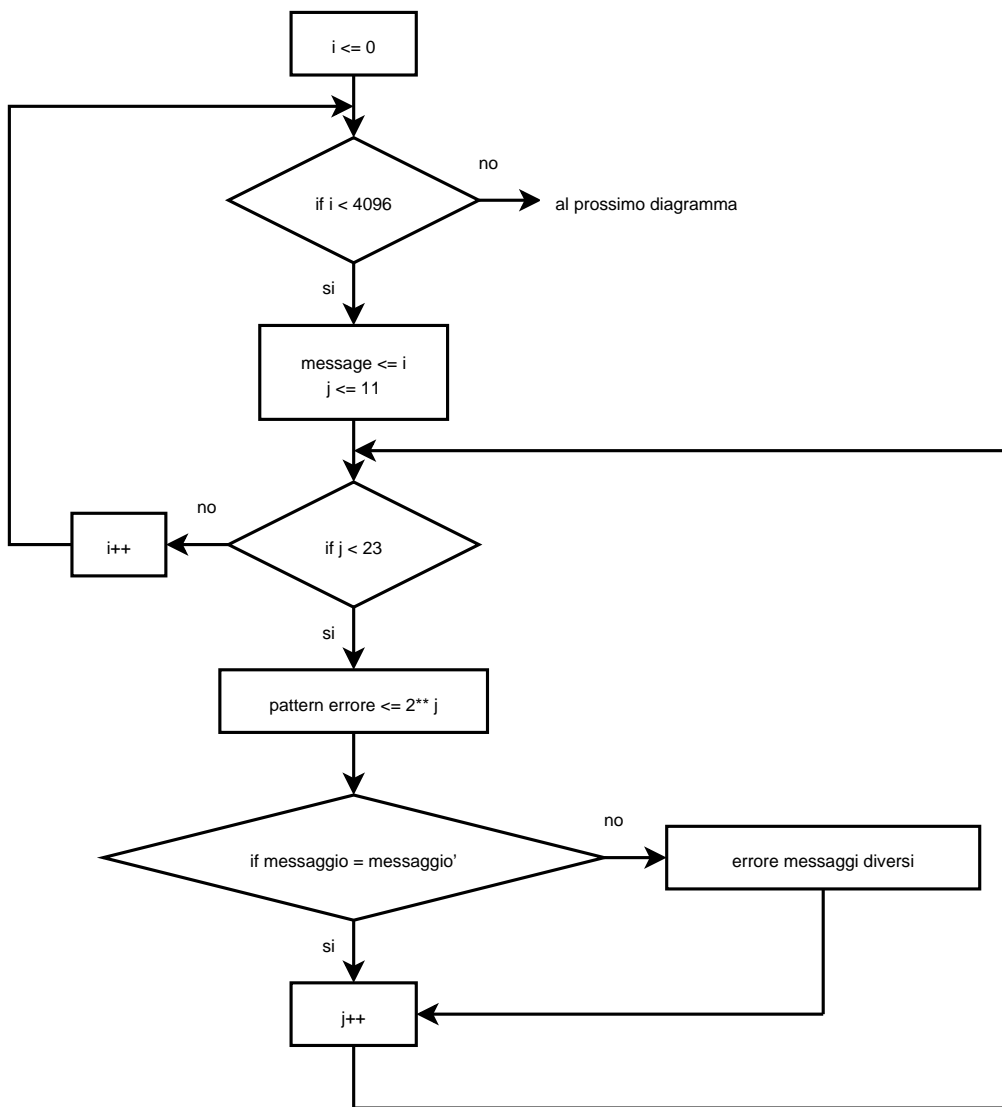 i <= 0
no
if i < 4096
al prossimo diagramma
si
message <= i
j <= 11
no
i++
if j < 23
si
pattern errore <= 2** j
no
if messaggio = messaggio’
errore messaggi diversi
si
j++